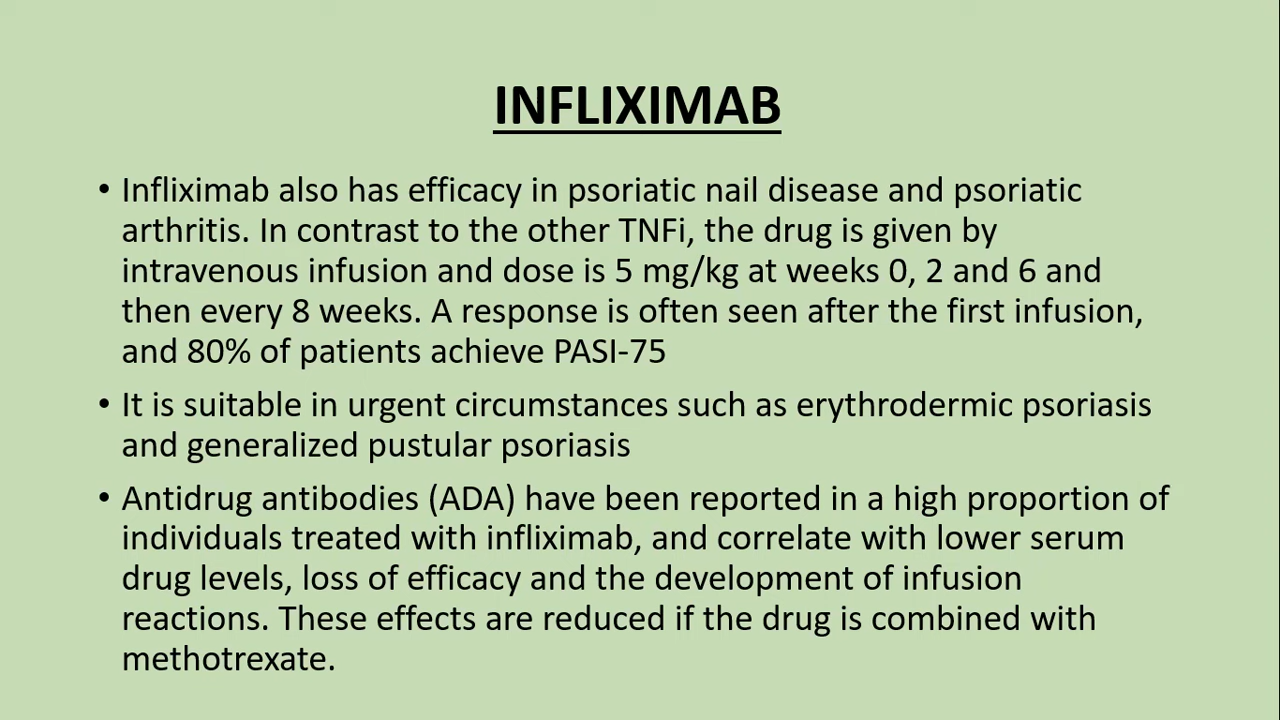 INFLIXIMAB
• Infliximab also has efficacy in psoriatic nail disease and psoriatic
arthritis. In contrast to the other TNFi, the drug is given by
intravenous infusion and dose is 5 mg/kg at weeks 0, 2 and 6 and
then every 8 weeks. A response is often seen after the first infusion,
and 80% of patients achieve PASI-75
• It is suitable in urgent circumstances such as erythrodermic psoriasis
and generalized pustular psoriasis
• Antidrug antibodies (ADA) have been reported in a high proportion of
individuals treated with infliximab, and correlate with lower serum
drug levels, loss of efficacy and the development of infusion
reactions. These effects are reduced if the drug is combined with
methotrexate.